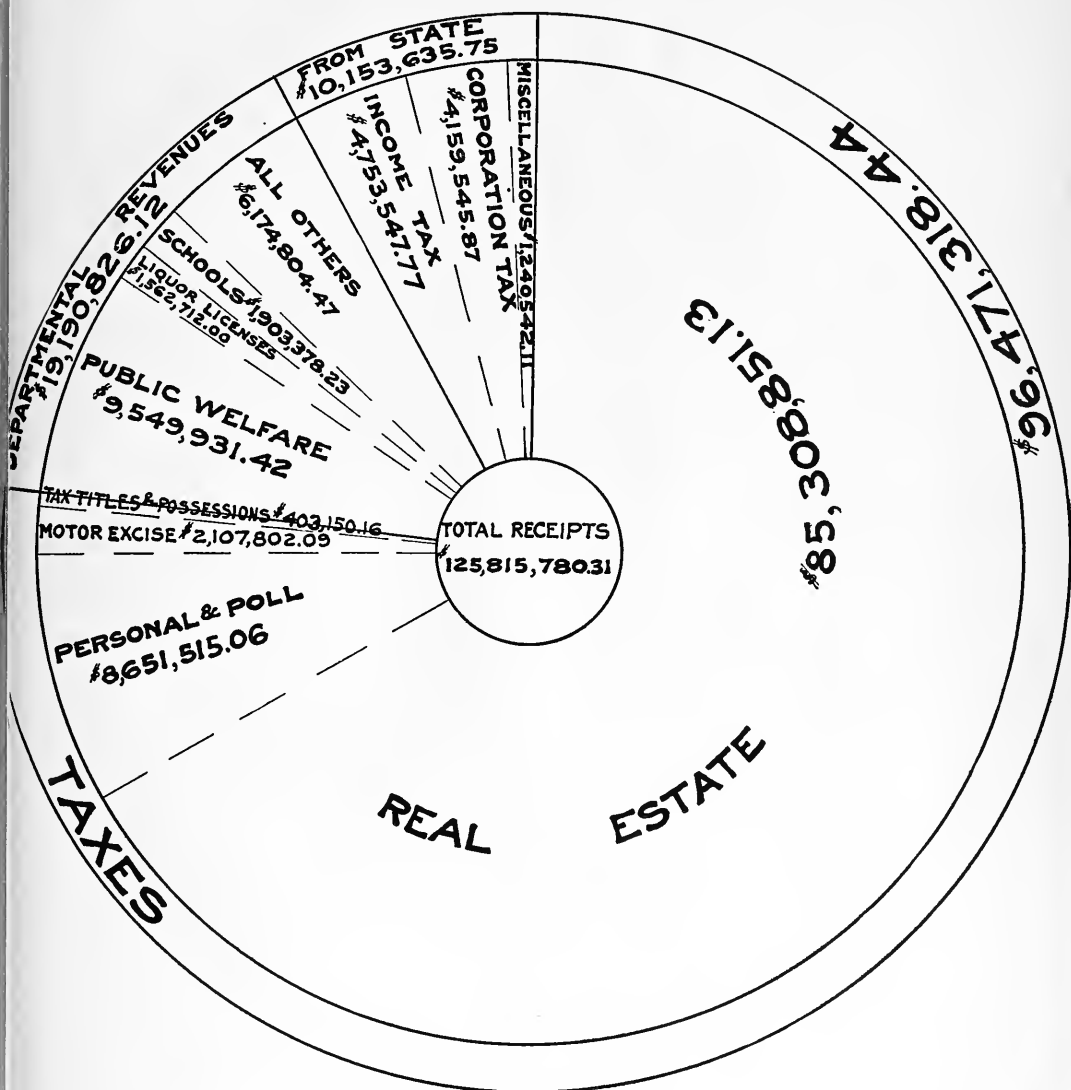 FROM STATE
$10,153,635.75
MISCELLANEOUS $1,240,542.11
CORPORATION TAX
$4,159,545.87
INCOME TAX
$4,753,547.77
DEPARTMENTAL REVENUES
$19,190,826.12
ALL OTHERS
$6,174,804.47
SCHOOLS $1,903,378.23
LIQUOR LICENSES
$1,562,712.00
PUBLIC WELFARE
$9,549,931.42
TAX TITLES & POSSESSIONS $403,150.16
MOTOR EXCISE $2,107,802.09
PERSONAL & POLL
$8,651,515.06
TOTAL RECEIPTS
$125,815,780.31
REAL ESTATE
$85,308,851.13
TAXES
$96,471,318.44